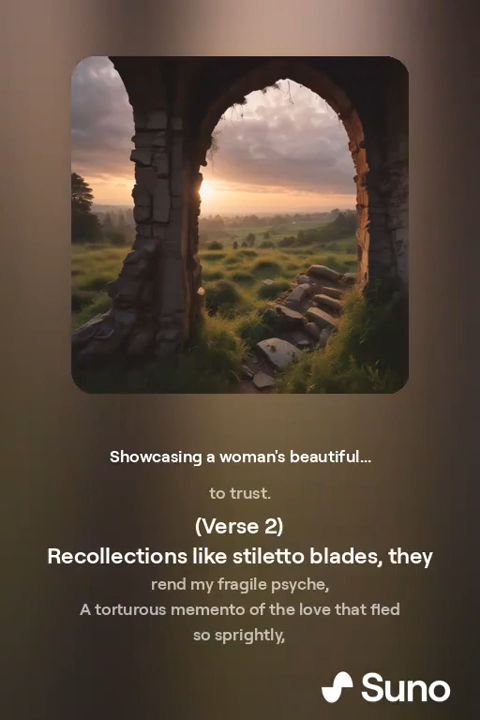 Showcasing a woman's beautiful...
to trust.
(Verse 2)
Recollections like stiletto blades, they
rend my fragile psyche,
A torturous memento of the love that fled
so sprightly,
Suno